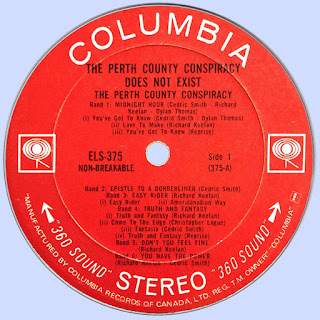 COLUMBIA
THE PERTH COUNTY CONSPIRACY
DOES NOT EXIST
THE PERTH COUNTY CONSPIRACY
Band 1: MIDNIGHT HOUR (Cedric Smith - Richard
Keelan - Dylan Thomas)
(i) You've Got To Know (Cedric Smith - Dylan Thomas)
(ii) Love To Make (Richard Keelan)
(iii) You've Got To Know (Reprise)
ELS-375
Side 1
NON-BREAKABLE
(375-A)
Band 2: EPISTLE TO A BORDERLINER (Cedric Smith)
Band 3: EASY RIDER (Richard Keelan)
(i) Easy Rider (ii) Americanadian Way
Band 4: TRUTH AND FANTASY
(i) Truth and Fantasy (Richard Keelan)
(ii) Come To The Edge (Christopher Logue)
(iii) Fantasia (Cedric Smith)
(iv) Truth and Fantasy (Reprise)
Band 5: DON'T YOU FEEL FINE
(Richard Keelan)
Band 6: YOU HAVE THE POWER
(Richard Keelan - Cedric Smith)
"360 SOUND" STEREO "360 SOUND"
"MANUFACTURED BY COLUMBIA RECORDS OF CANADA, LTD. REG. T.M. OWNER "COLUMBIA"